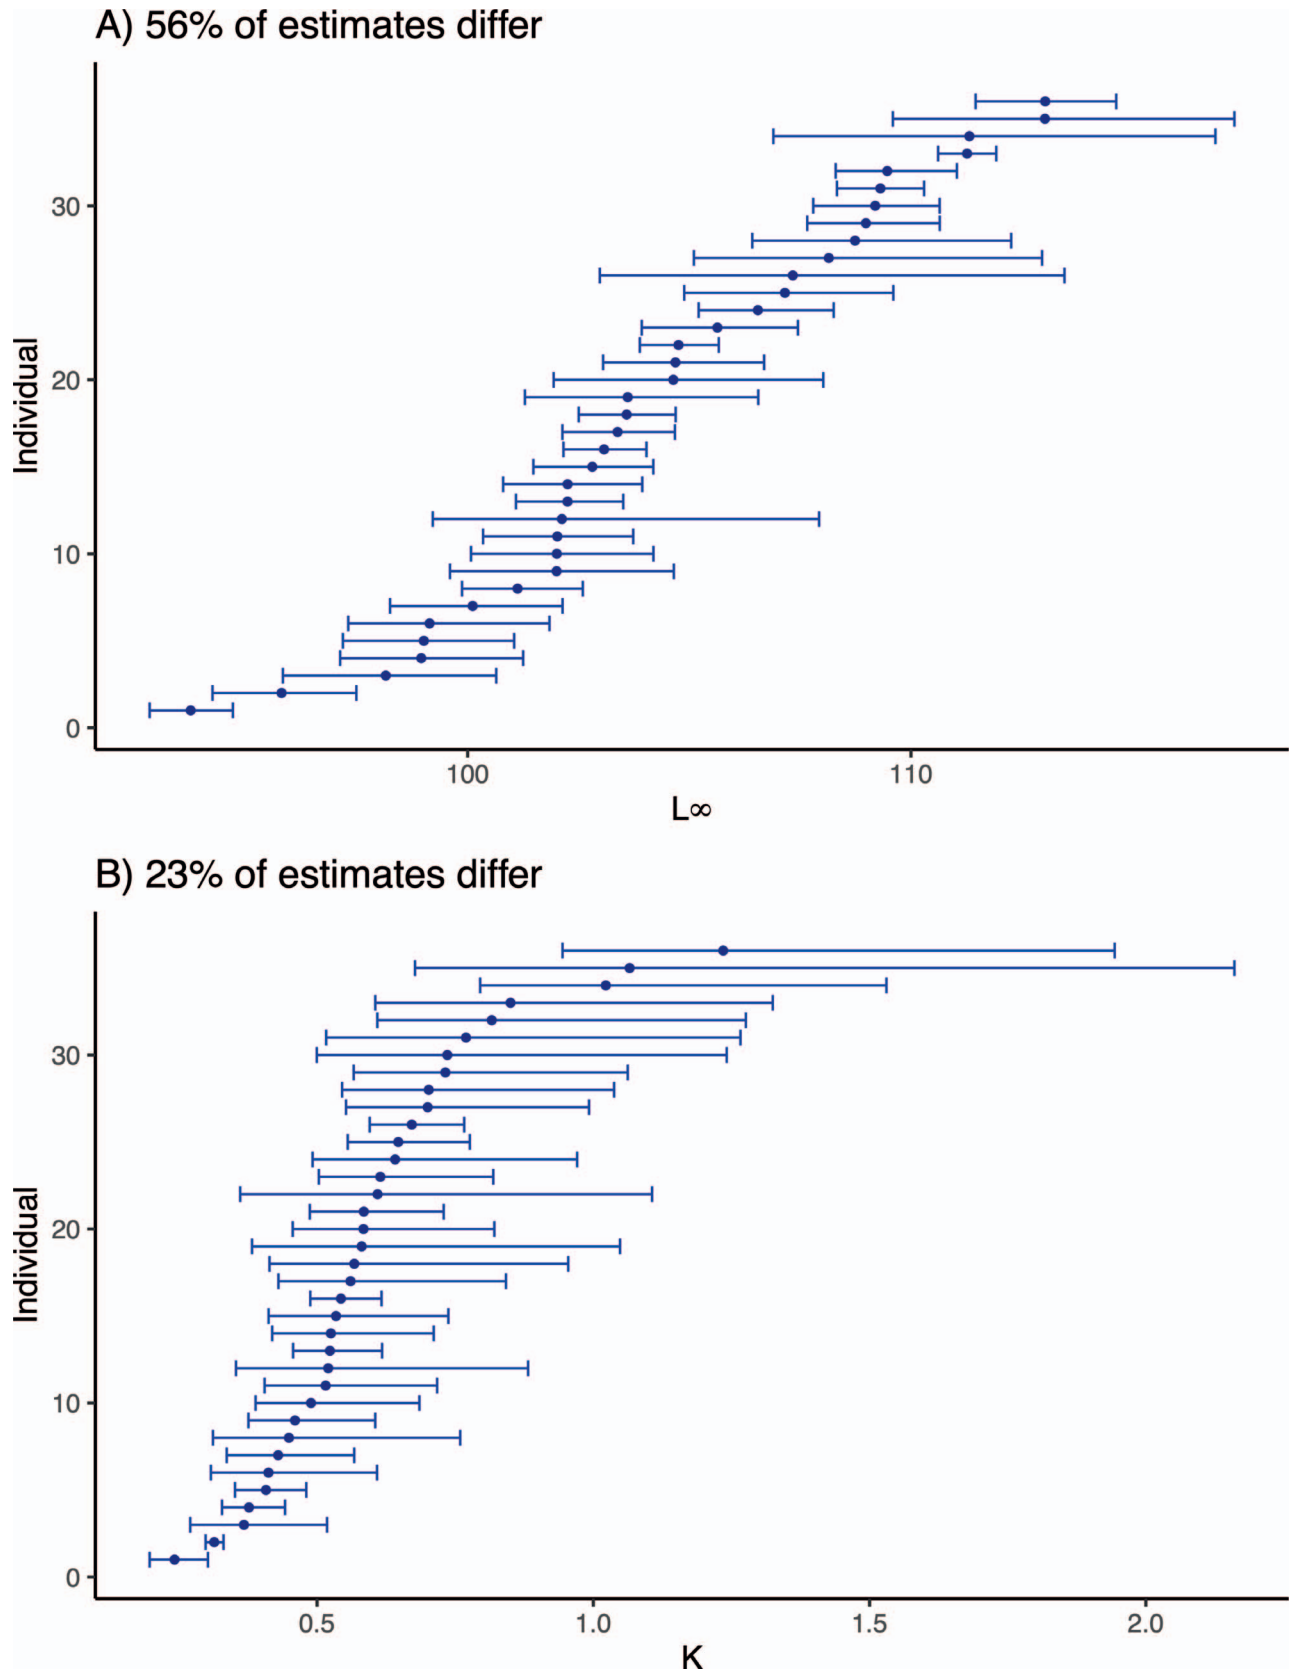 A) 56% of estimates differ
30
20
10
0
Individual
100
110
L∞
B) 23% of estimates differ
30
20
10
0
Individual
0.5
1.0
1.5
2.0
K